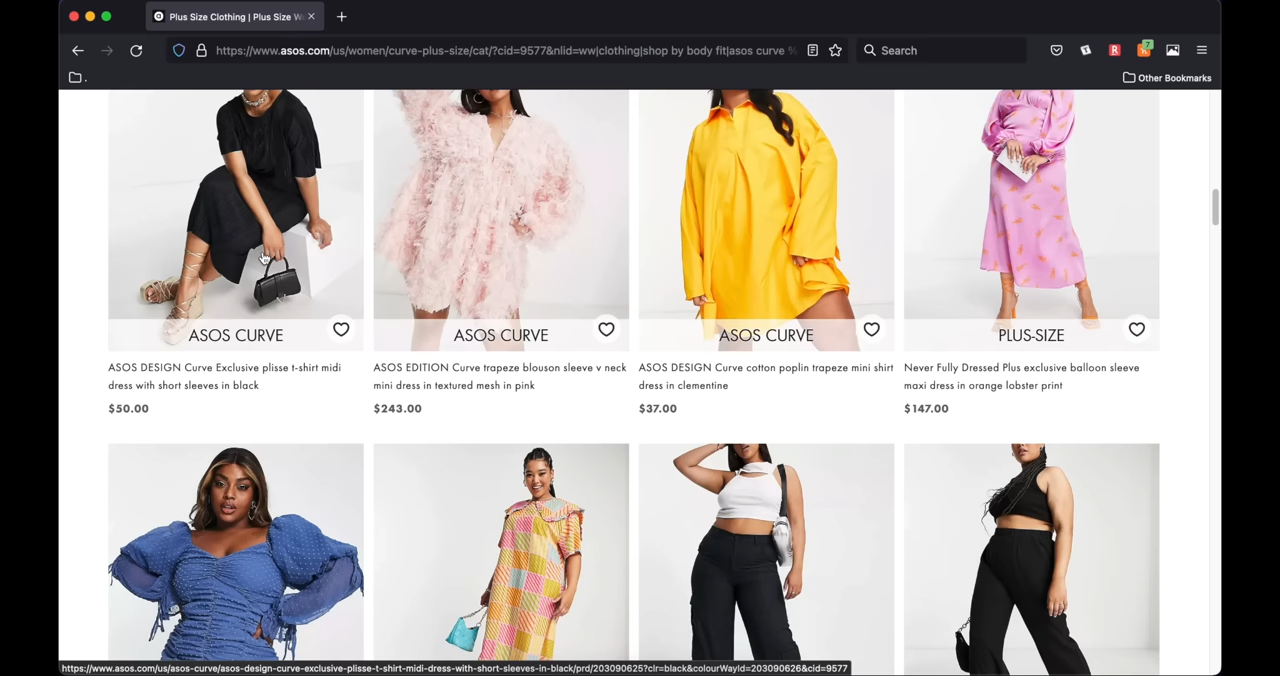 Plus Size Clothing | Plus Size W
https://www.asos.com/us/women/curve-plus-size/cat/?cid=9577&nlid=ww|clothing|shop by body fit|asos curve %
Search
7
.
Other Bookmarks
ASOS CURVE
ASOS CURVE
ASOS CURVE
PLUS-SIZE
ASOS DESIGN Curve Exclusive plisse t-shirt midi
dress with short sleeves in black
$50.00
ASOS EDITION Curve trapeze blouson sleeve v neck
mini dress in textured mesh in pink
$243.00
ASOS DESIGN Curve cotton poplin trapeze mini shirt
dress in clementine
$37.00
Never Fully Dressed Plus exclusive balloon sleeve
maxi dress in orange lobster print
$147.00
https://www.asos.com/us/asos-curve/asos-design-curve-exclusive-plisse-t-shirt-midi-dress-with-short-sleeves-in-black/prd/203090625?clr=black&colourWayId=203090626&cid=9577